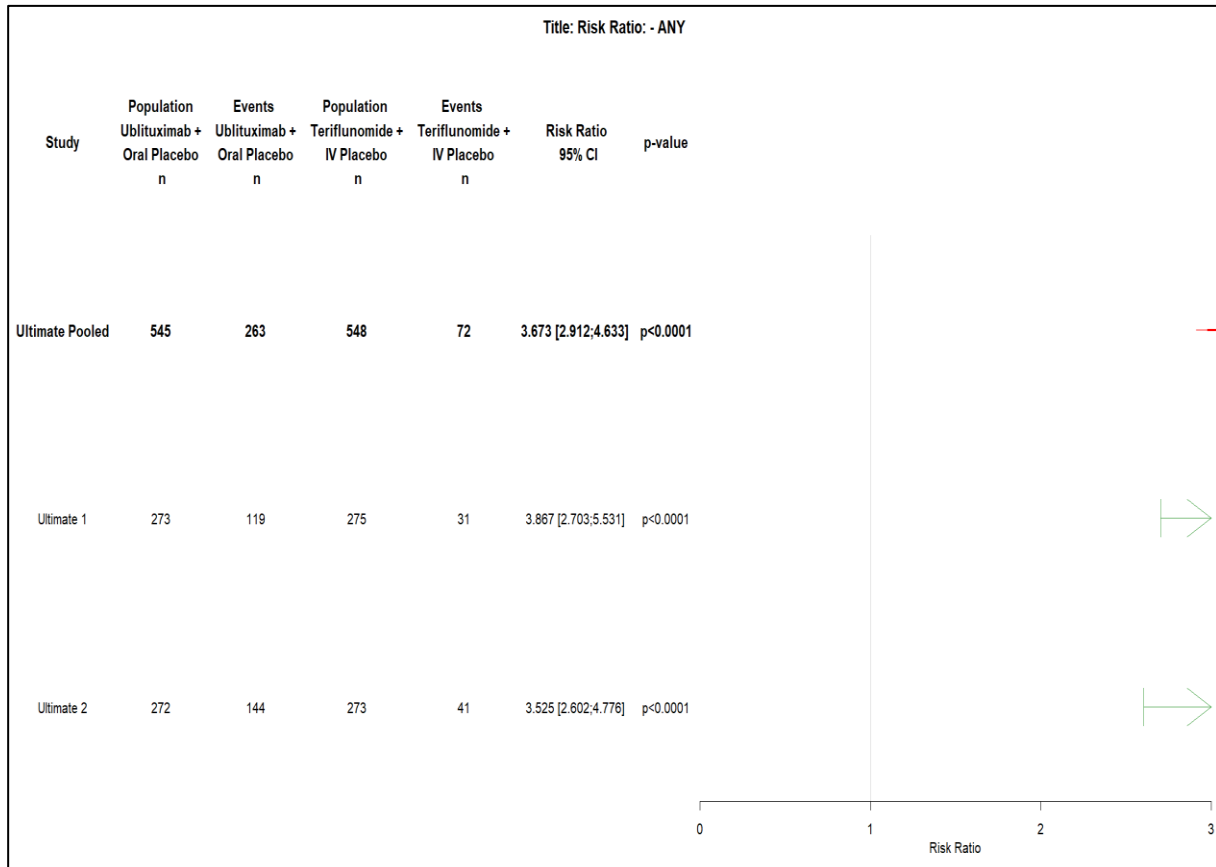 Title: Risk Ratio: - ANY
Study
Population
Ublituximab +
Oral Placebo
n
Events
Ublituximab +
Oral Placebo
n
Population
Teriflunomide +
IV Placebo
n
Events
Teriflunomide +
IV Placebo
n
Risk Ratio
95% CI
p-value
Ultimate Pooled 545 263 548 72 3.673 [2.912;4.633] p<0.0001
Ultimate 1 273 119 275 31 3.867 [2.703;5.531] p<0.0001
Ultimate 2 272 144 273 41 3.525 [2.602;4.776] p<0.0001
0 1 2 3
Risk Ratio